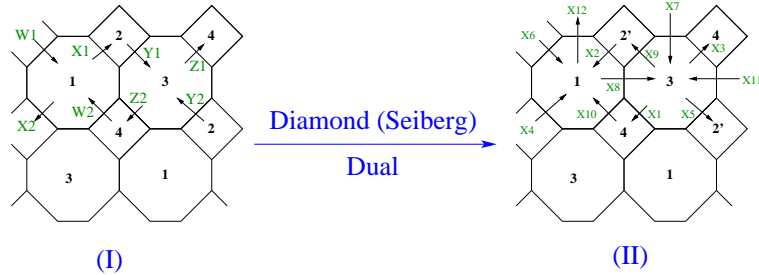 W1 X1 2 Y1 4
1 3 Z1
X2 W2 Z2 Y2
4 2
3 1
(I)
Diamond (Seiberg)
Dual
X12 X7
X6 X2 2' X9 4 X3
1 X8 3 X11
X4 X10 4 X1 X5 2'
3 1
(II)